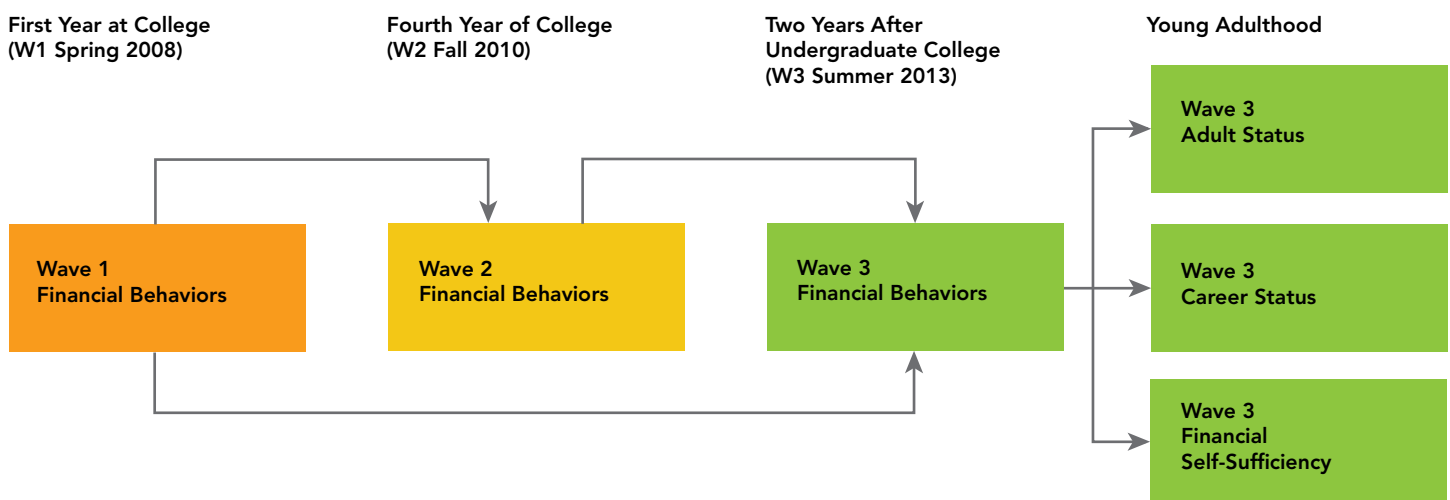 First Year at College
(W1 Spring 2008)
Fourth Year of College
(W2 Fall 2010)
Two Years After
Undergraduate College
(W3 Summer 2013)
Young Adulthood
Wave 1
Financial Behaviors
Wave 2
Financial Behaviors
Wave 3
Financial Behaviors
Wave 3
Adult Status
Wave 3
Career Status
Wave 3
Financial
Self-Sufficiency